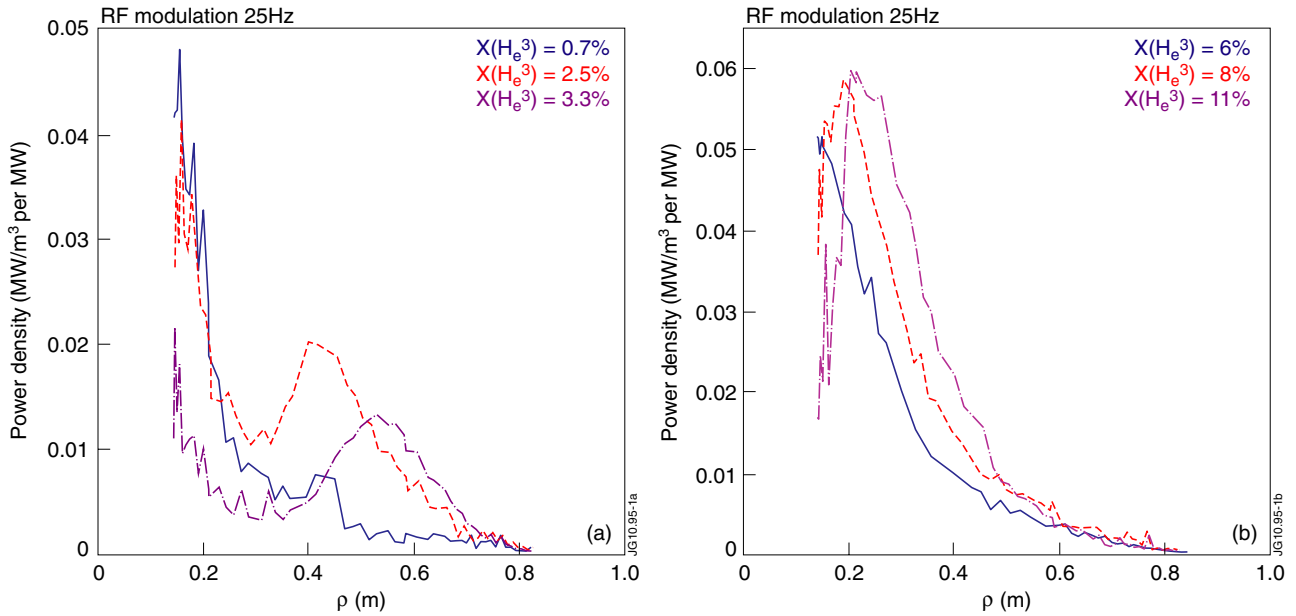 RF modulation 25Hz
0.05
0.04
0.03
0.02
0.01
0
Power density (MW/m³ per MW)
X(Hₑ³) = 0.7%
X(Hₑ³) = 2.5%
X(Hₑ³) = 3.3%
(a)
JG10.95-1a
0
0.2
0.4
0.6
0.8
1.0
ρ (m)
RF modulation 25Hz
0.06
0.05
0.04
0.03
0.02
0.01
0
Power density (MW/m³ per MW)
X(Hₑ³) = 6%
X(Hₑ³) = 8%
X(Hₑ³) = 11%
(b)
JG10.95-1b
0
0.2
0.4
0.6
0.8
1.0
ρ (m)